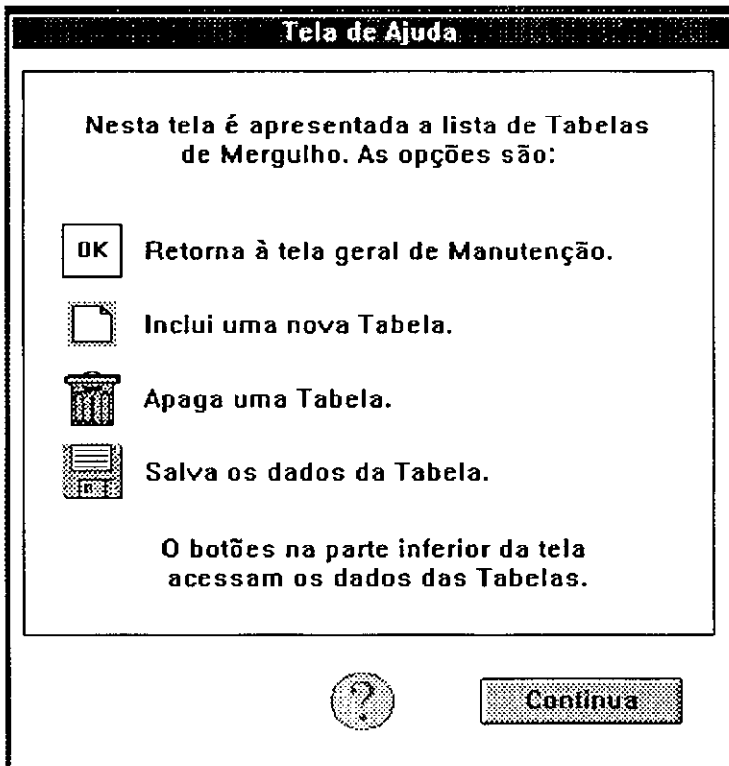 Tela de Ajuda
Nesta tela é apresentada a lista de Tabelas
de Mergulho. As opções são:
OK Retorna à tela geral de Manutenção.
Inclui uma nova Tabela.
Apaga uma Tabela.
Salva os dados da Tabela.
O botões na parte inferior da tela
acessam os dados das Tabelas.
? Continua